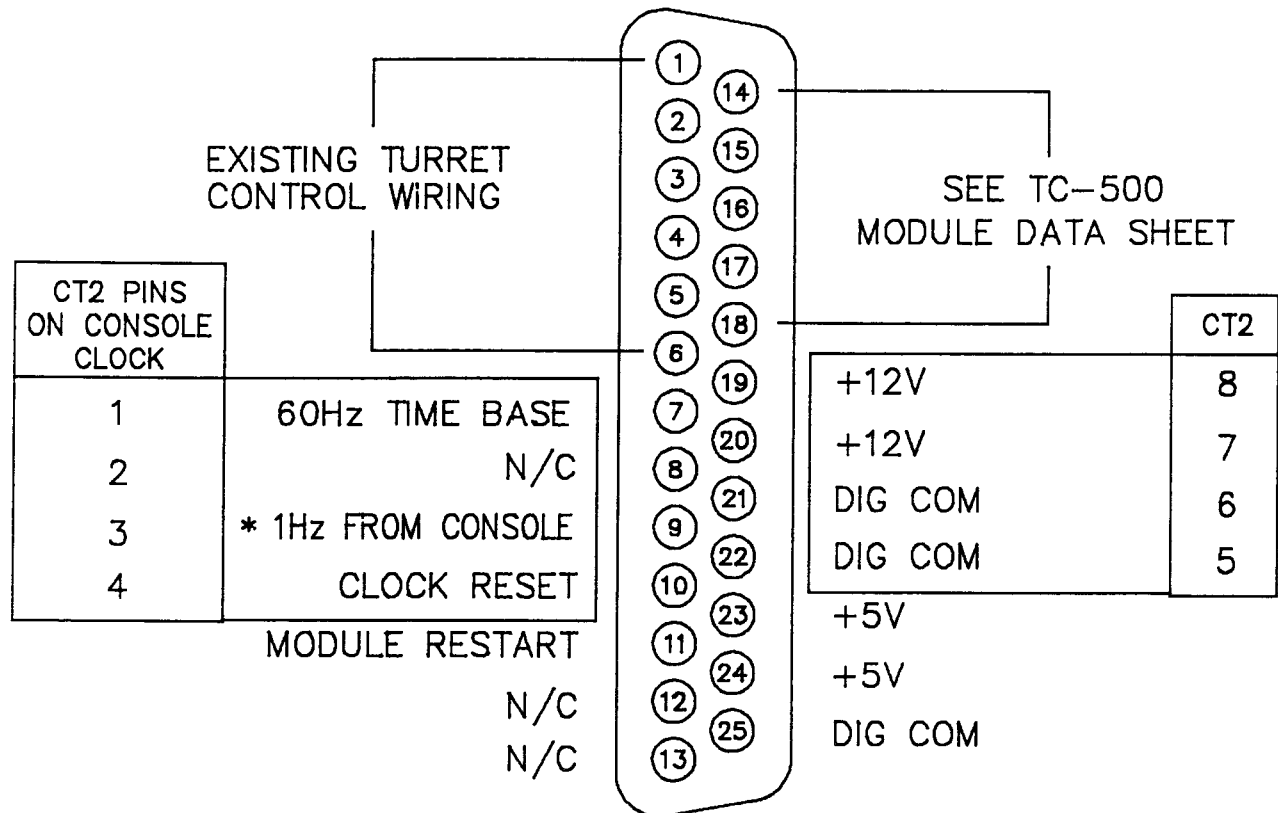 EXISTING TURRET
CONTROL WIRING
SEE TC-500
MODULE DATA SHEET
1
2
3
4
5
6
7
8
9
10
11
12
13
14
15
16
17
18
19
20
21
22
23
24
25
CT2 PINS
ON CONSOLE
CLOCK
1 60Hz TIME BASE
2 N/C
3 * 1Hz FROM CONSOLE
4 CLOCK RESET
MODULE RESTART
N/C
N/C
CT2
+12V 8
+12V 7
DIG COM 6
DIG COM 5
+5V
+5V
DIG COM